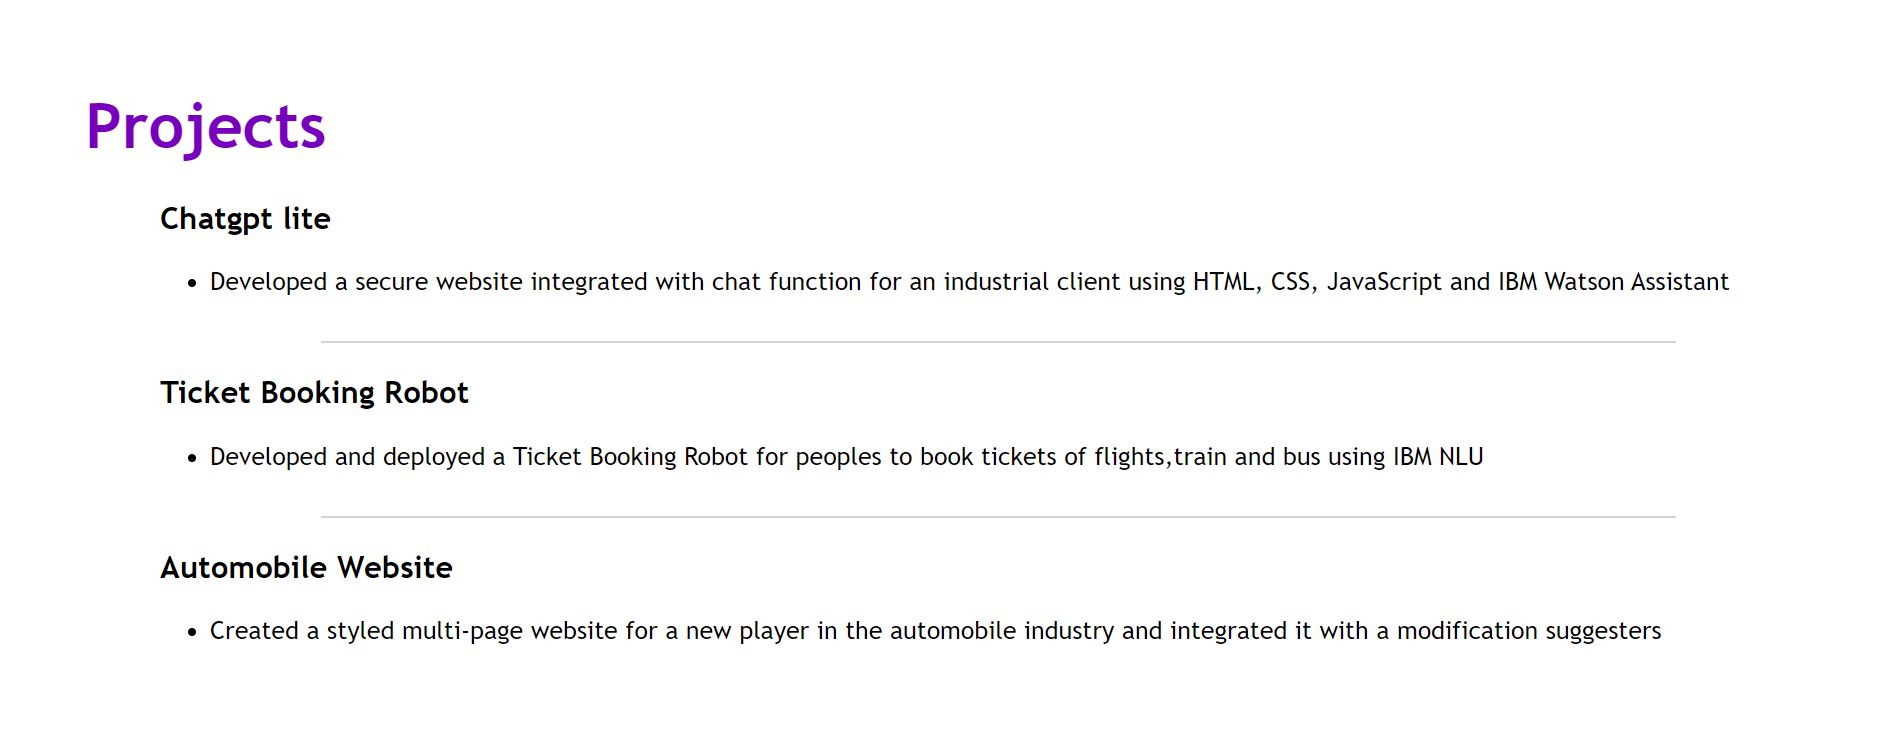 Projects
Chatgpt lite
• Developed a secure website integrated with chat function for an industrial client using HTML, CSS, JavaScript and IBM Watson Assistant
Ticket Booking Robot
• Developed and deployed a Ticket Booking Robot for peoples to book tickets of flights,train and bus using IBM NLU
Automobile Website
• Created a styled multi-page website for a new player in the automobile industry and integrated it with a modification suggesters